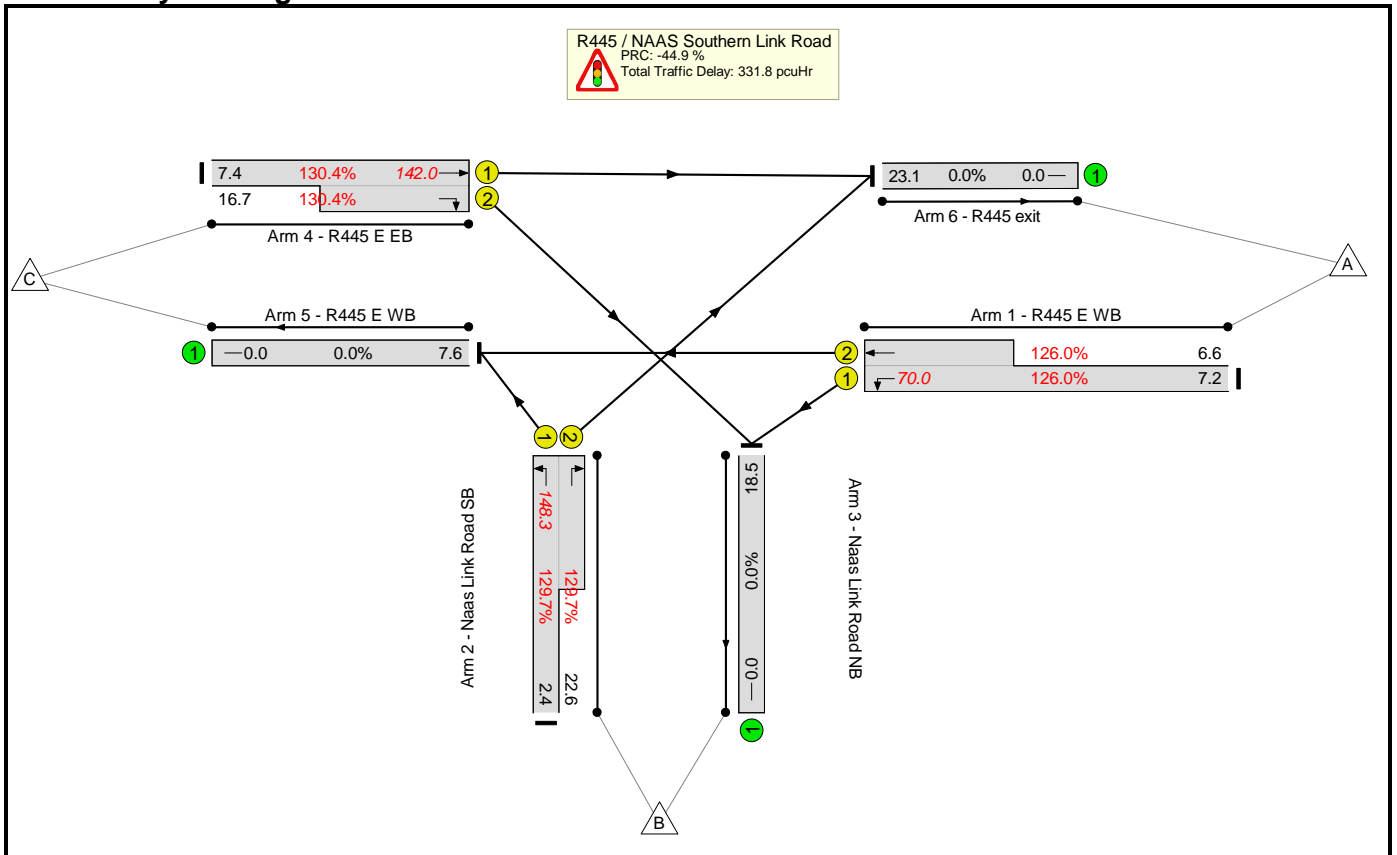 R445 / NAAS Southern Link Road
PRC: -44.9 %
Total Traffic Delay: 331.8 pcuHr
7.4 130.4% 142.0 1
16.7 130.4% 2
Arm 4 - R445 E EB
23.1 0.0% 0.0 1
Arm 6 - R445 exit
C
A
Arm 5 - R445 E WB
1 0.0 0.0% 7.6
Arm 1 - R445 E WB
2 126.0% 6.6
1 70.0 126.0% 7.2
1 2
Arm 2 - Naas Link Road SB
2.4 129.7% 148.3
22.6 129.7%
18.5 0.0% 0.0
1
Arm 3 - Naas Link Road NB
B